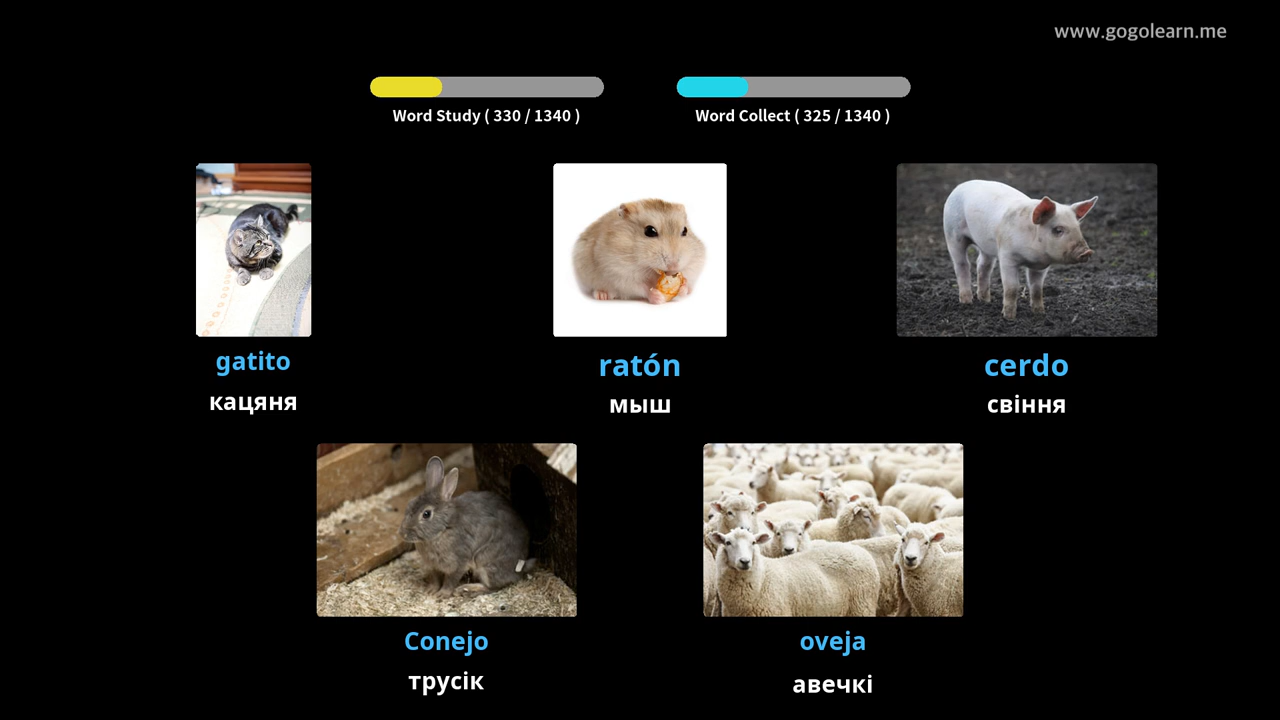 www.gogolearn.me
Word Study ( 330 / 1340 )
Word Collect ( 325 / 1340 )
gatito
кацяня
ratón
мыш
cerdo
свіння
Conejo
трусік
oveja
авечкі